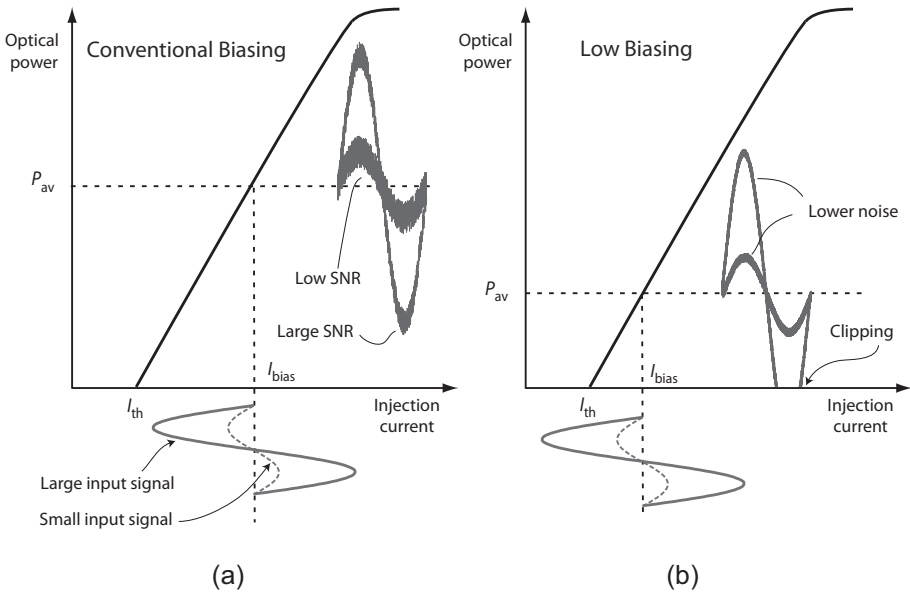 Optical
power
Conventional Biasing
P_av
Low SNR
Large SNR
I_bias
I_th
Injection
current
Large input signal
Small input signal
(a)
Optical
power
Low Biasing
Lower noise
P_av
Clipping
I_bias
I_th
Injection
current
(b)